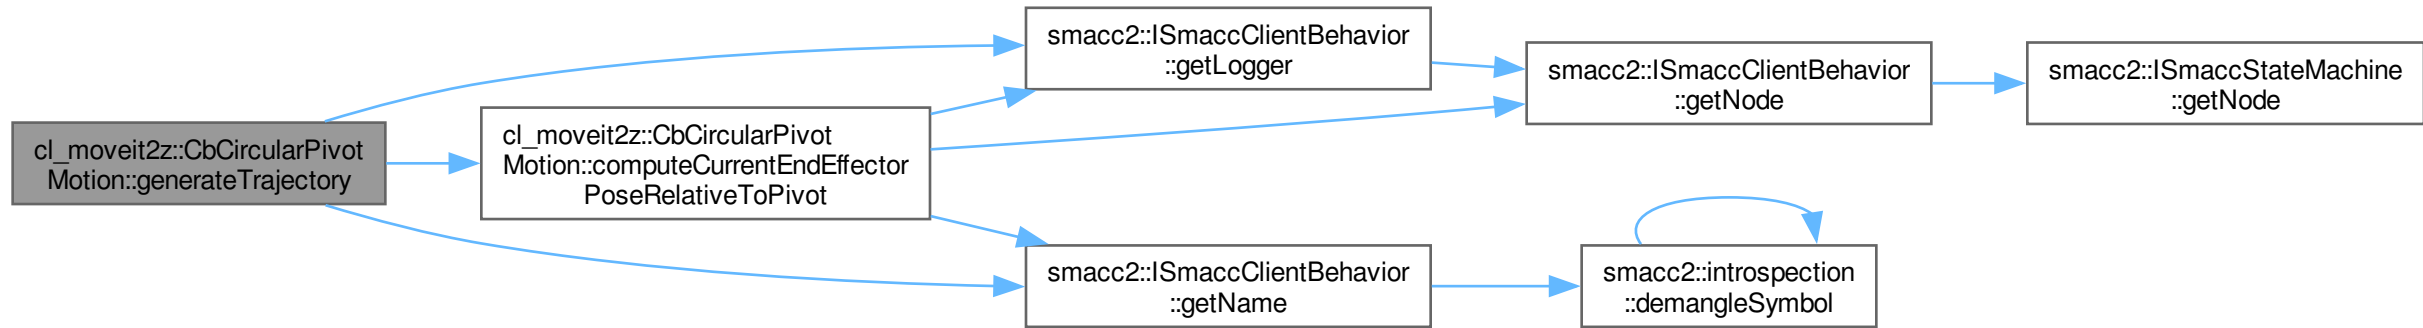 cl_moveit2z::CbCircularPivot
Motion::generateTrajectory
cl_moveit2z::CbCircularPivot
Motion::computeCurrentEndEffector
PoseRelativeToPivot
smacc2::ISmaccClientBehavior
::getLogger
smacc2::ISmaccClientBehavior
::getNode
smacc2::ISmaccStateMachine
::getNode
smacc2::ISmaccClientBehavior
::getName
smacc2::introspection
::demangleSymbol